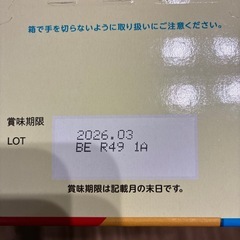 箱で手を切らないように取り扱いにご注意ください。
賞味期限
2026.03
LOT
BE R49 1A
賞味期限は記載月の末日です。